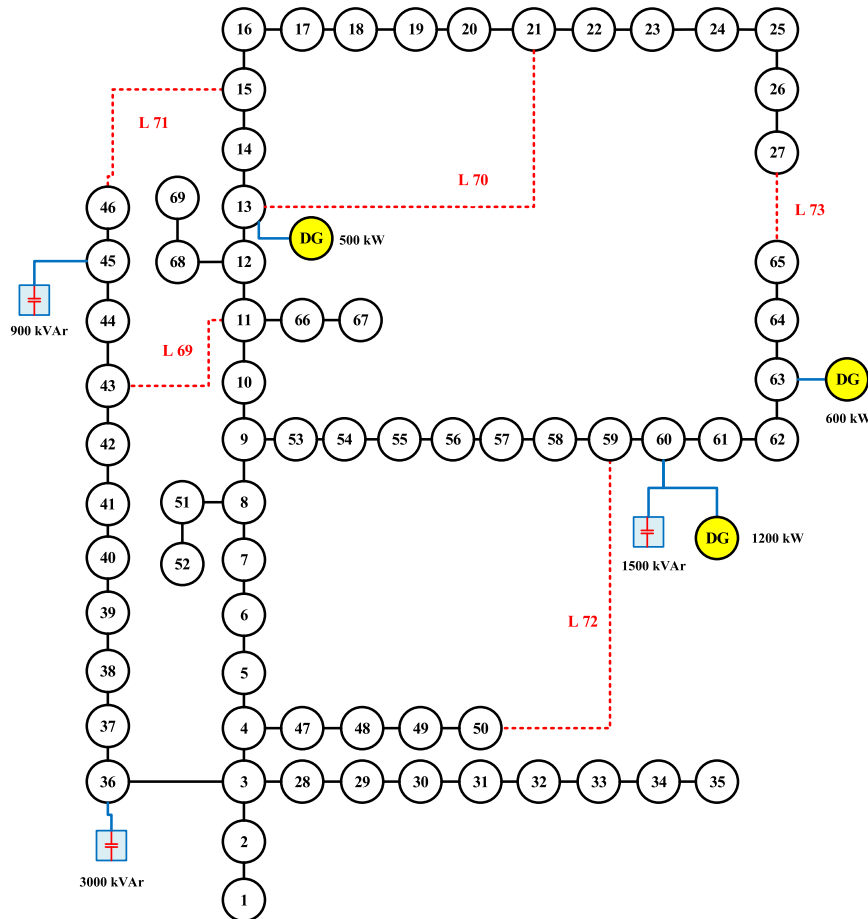 16 17 18 19 20 21 22 23 24 25
15 26
L 71
14 27
L 70
69 46 13 L 73
DG 500 kW
45 68 12 65
900 kVAr
44 11 66 67 64
L 69
43 10 63 DG
600 kW
42 9 53 54 55 56 57 58 59 60 61 62
41 51 8
DG 1200 kW
40 52 7 1500 kVAr
39 6
L 72
38 5
37 4 47 48 49 50
36 3 28 29 30 31 32 33 34 35
2
3000 kVAr
1